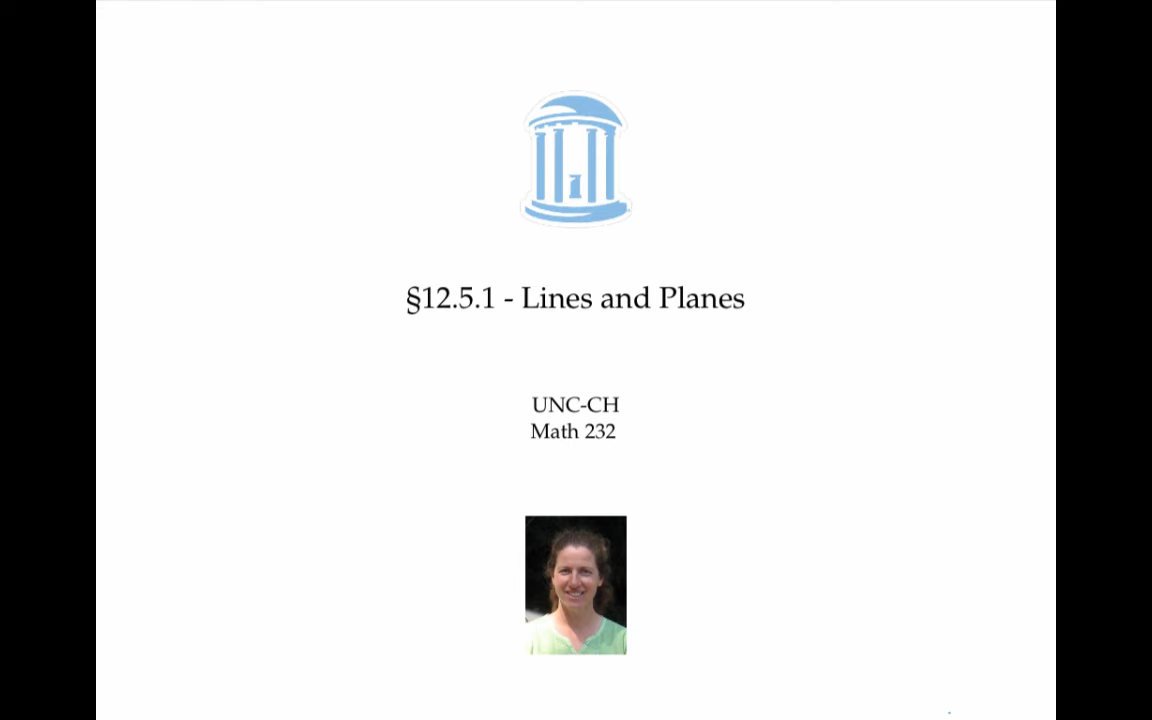 §12.5.1 - Lines and Planes
UNC-CH
Math 232